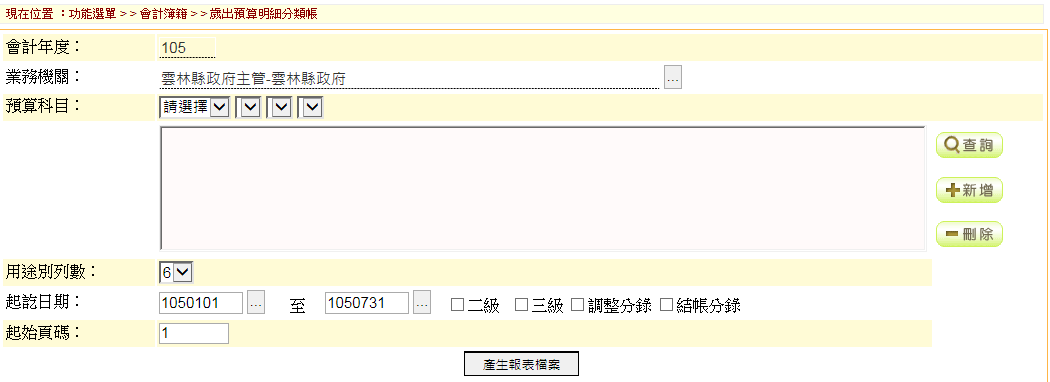 現在位置 ：功能選單 >> 會計簿籍 >> 歲出預算明細分類帳
會計年度： 105
業務機關： 雲林縣政府主管-雲林縣政府 ...
預算科目： 請選擇
查詢
新增
刪除
用途別列數： 6
起訖日期： 1050101 ... 至 1050731 ... 二級 三級 調整分錄 結帳分錄
起始頁碼： 1
產生報表檔案